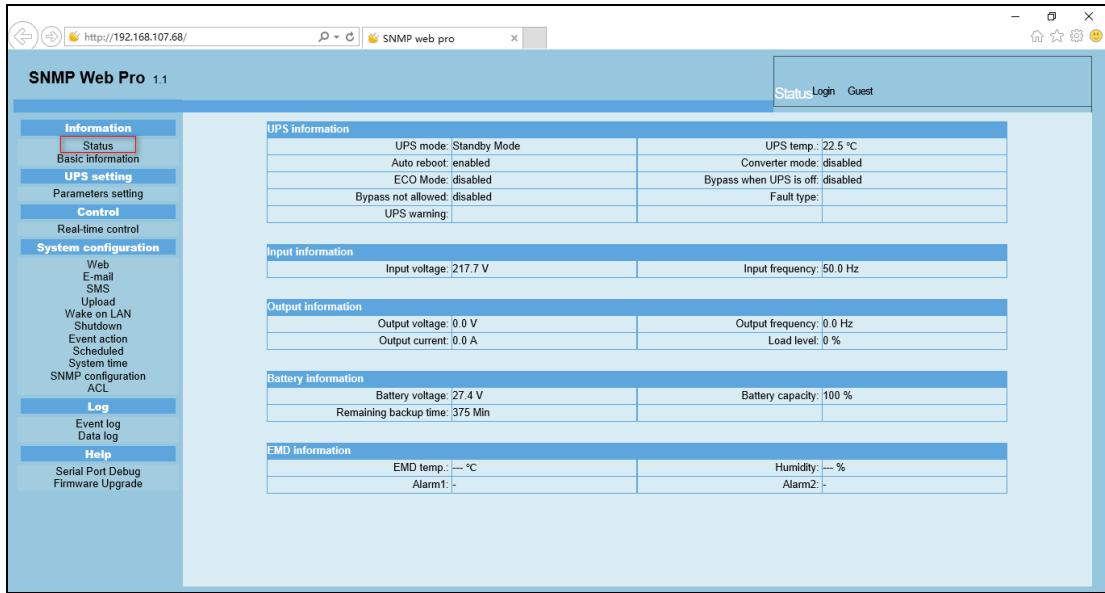 http://192.168.107.68/
SNMP web pro
SNMP Web Pro 1.1
Status Login Guest
Information
Status
Basic information
UPS setting
Parameters setting
Control
Real-time control
System configuration
Web
E-mail
SMS
Upload
Wake on LAN
Shutdown
Event action
Scheduled
System time
SNMP configuration
ACL
Log
Event log
Data log
Help
Serial Port Debug
Firmware Upgrade
UPS information
UPS mode: Standby Mode UPS temp.: 22.5 °C
Auto reboot: enabled Converter mode: disabled
ECO Mode: disabled Bypass when UPS is off: disabled
Bypass not allowed: disabled Fault type:
UPS warning:
Input information
Input voltage: 217.7 V Input frequency: 50.0 Hz
Output information
Output voltage: 0.0 V Output frequency: 0.0 Hz
Output current: 0.0 A Load level: 0 %
Battery information
Battery voltage: 27.4 V Battery capacity: 100 %
Remaining backup time: 375 Min
EMD information
EMD temp.: --- °C Humidity: --- %
Alarm1: - Alarm2: -